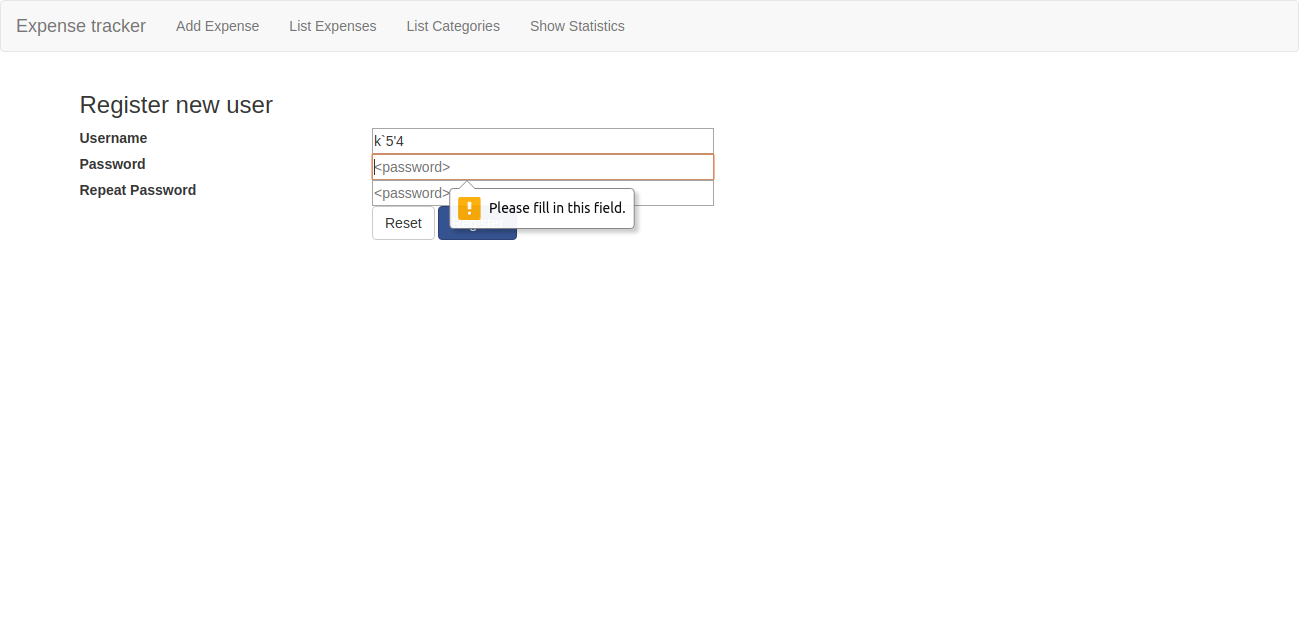 Expense tracker Add Expense List Expenses List Categories Show Statistics
Register new user
Username k`5'4
Password <password>
Repeat Password <password>
Please fill in this field.
Reset